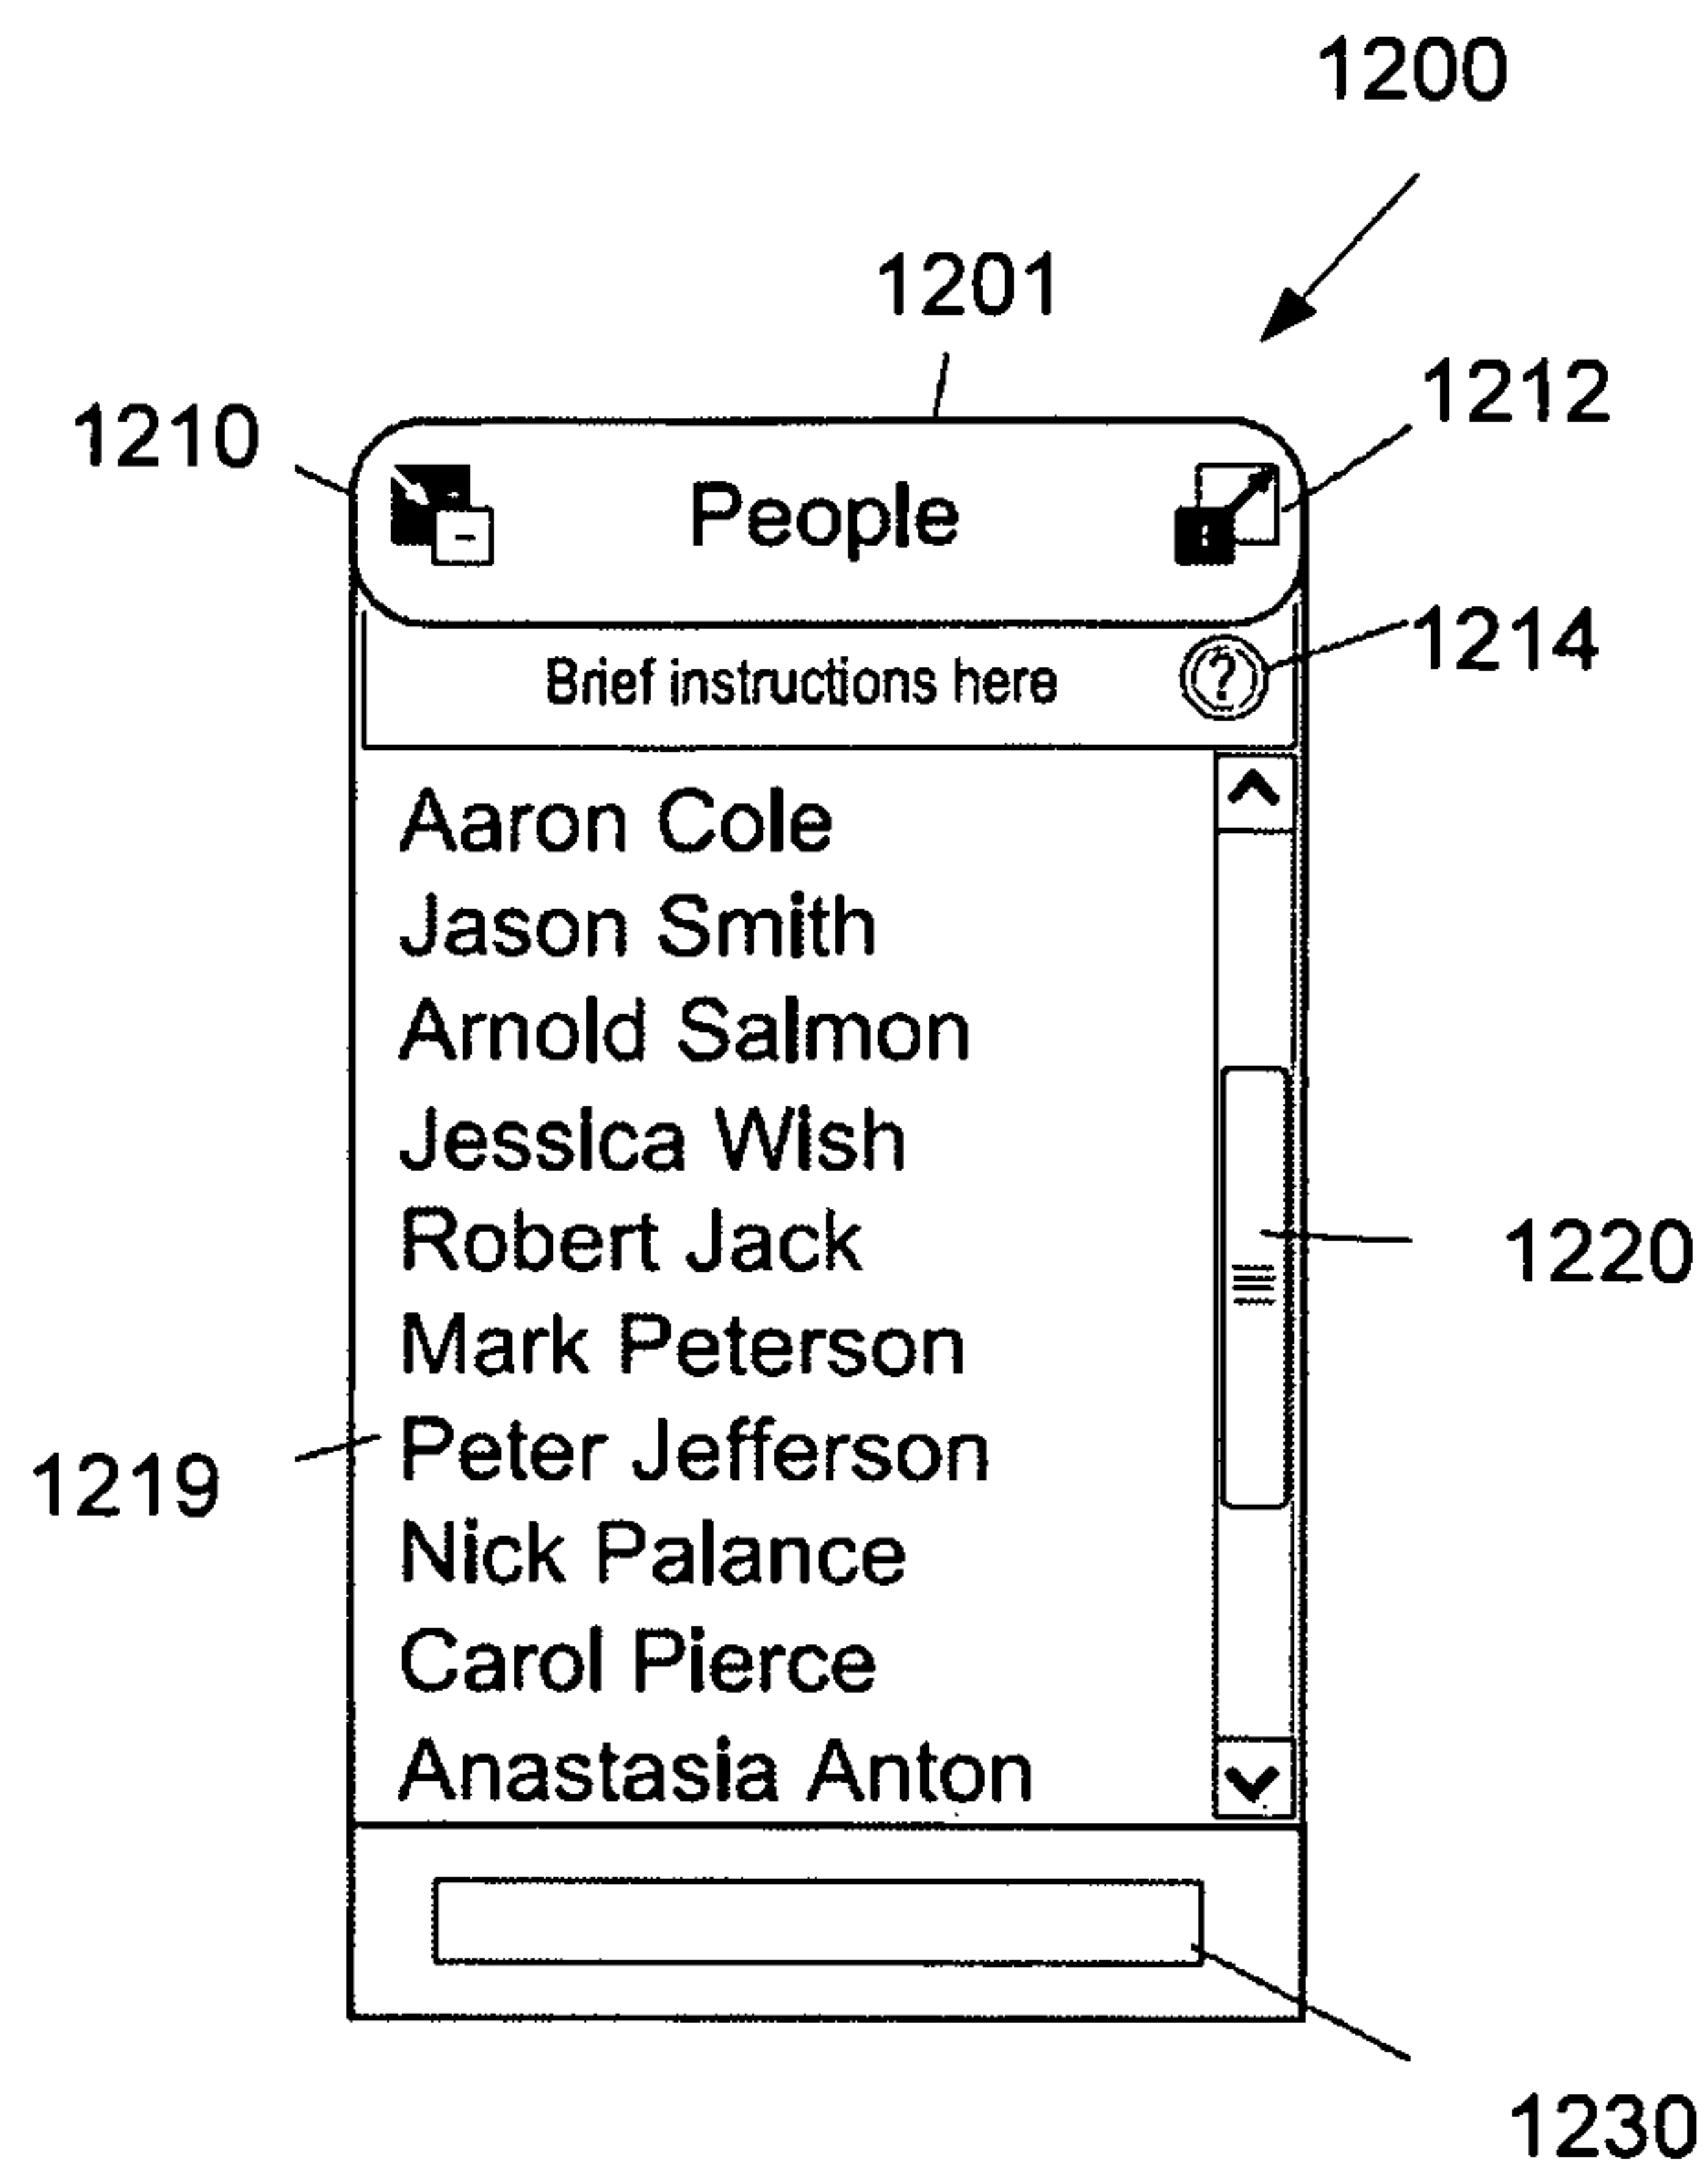 1200
1201
1212
1210
People
1214
Brief instructions here
?
Aaron Cole
Jason Smith
Arnold Salmon
Jessica Wish
Robert Jack
1220
Mark Peterson
Peter Jefferson
1219
Nick Palance
Carol Pierce
Anastasia Anton
1230